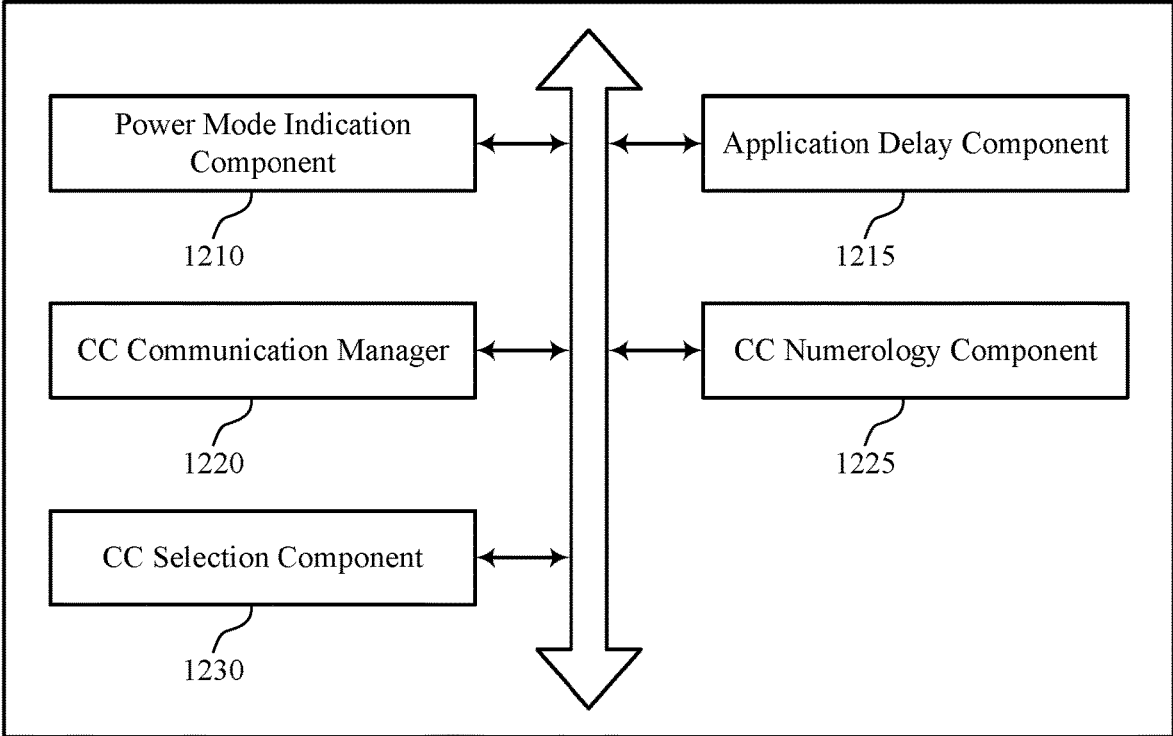 Power Mode Indication
Component
1210
Application Delay Component
1215
CC Communication Manager
1220
CC Numerology Component
1225
CC Selection Component
1230